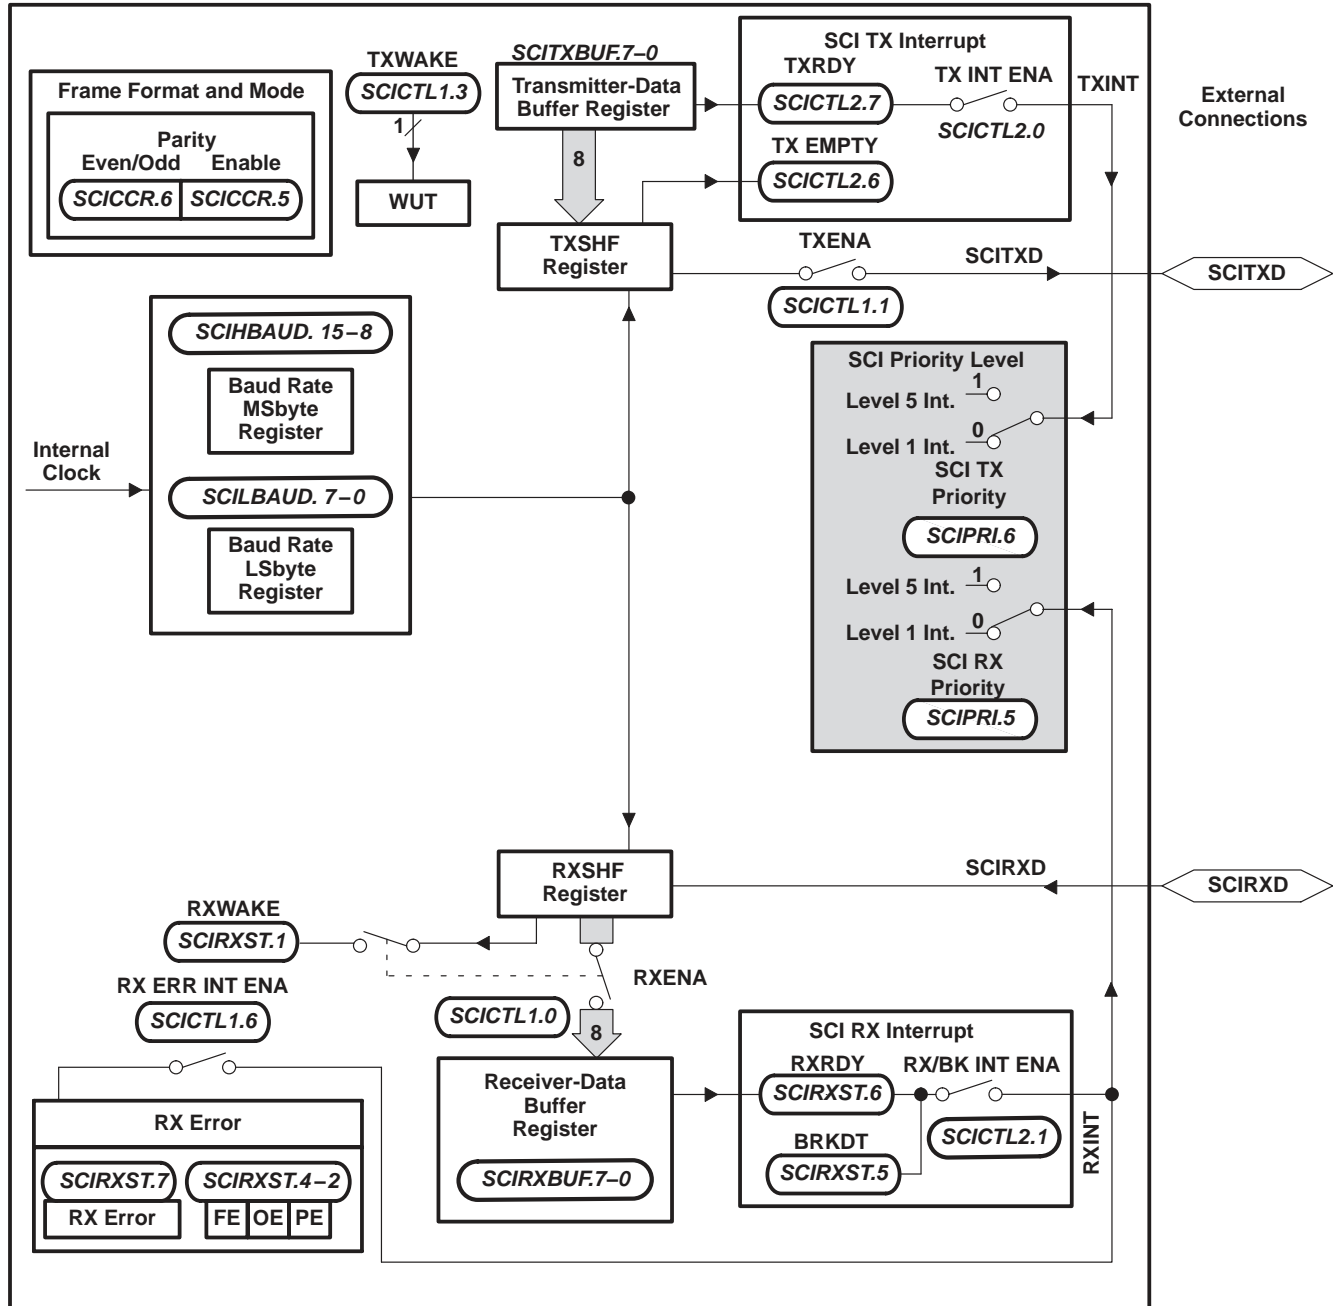 SCITXBUF.7–0
Transmitter-Data
Buffer Register
8
TXWAKE
SCICTL1.3
1
WUT
Frame Format and Mode
Parity
Even/Odd Enable
SCICCR.6 SCICCR.5
SCI TX Interrupt
TXRDY
SCICTL2.7
TX INT ENA
SCICTL2.0
TX EMPTY
SCICTL2.6
TXINT
External
Connections
TXSHF
Register
TXENA
SCICTL1.1
SCITXD
SCITXD
SCIHBAUD. 15–8
Baud Rate
MSbyte
Register
Internal
Clock
SCILBAUD. 7–0
Baud Rate
LSbyte
Register
SCI Priority Level
1
Level 5 Int.
0
Level 1 Int.
SCI TX
Priority
SCIPRI.6
1
Level 5 Int.
0
Level 1 Int.
SCI RX
Priority
SCIPRI.5
RXSHF
Register
SCIRXD
SCIRXD
RXWAKE
SCIRXST.1
RXENA
SCICTL1.0
8
RX ERR INT ENA
SCICTL1.6
RX Error
SCIRXST.7 SCIRXST.4–2
RX Error FE OE PE
Receiver-Data
Buffer
Register
SCIRXBUF.7–0
SCI RX Interrupt
RXRDY
SCIRXST.6
RX/BK INT ENA
SCICTL2.1
BRKDT
SCIRXST.5
RXINT